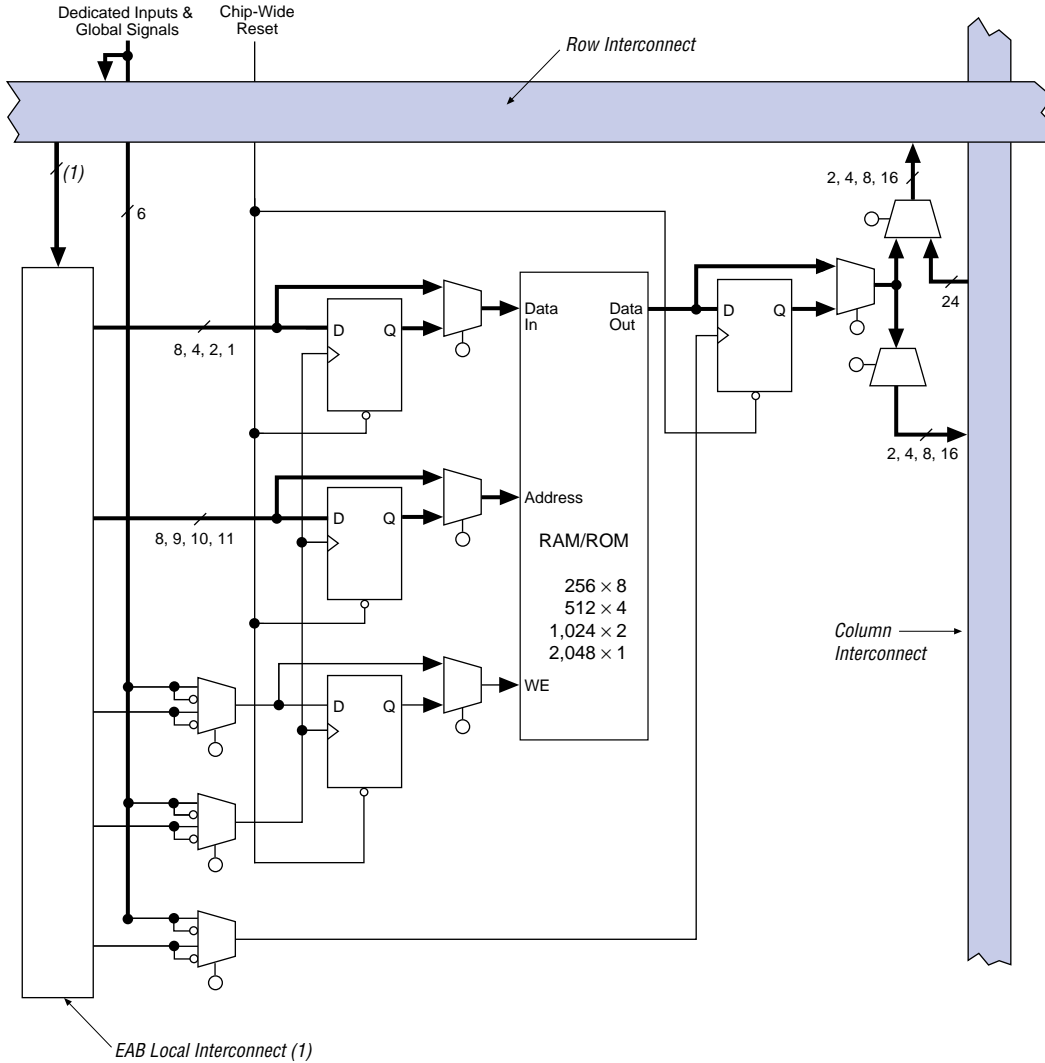 Dedicated Inputs &
Global Signals
Chip-Wide
Reset
Row Interconnect
(1)
6
2, 4, 8, 16
24
Data
In
Data
Out
D
Q
D
Q
8, 4, 2, 1
2, 4, 8, 16
Address
D
Q
8, 9, 10, 11
RAM/ROM
256 × 8
512 × 4
1,024 × 2
2,048 × 1
Column
Interconnect
WE
D
Q
EAB Local Interconnect (1)